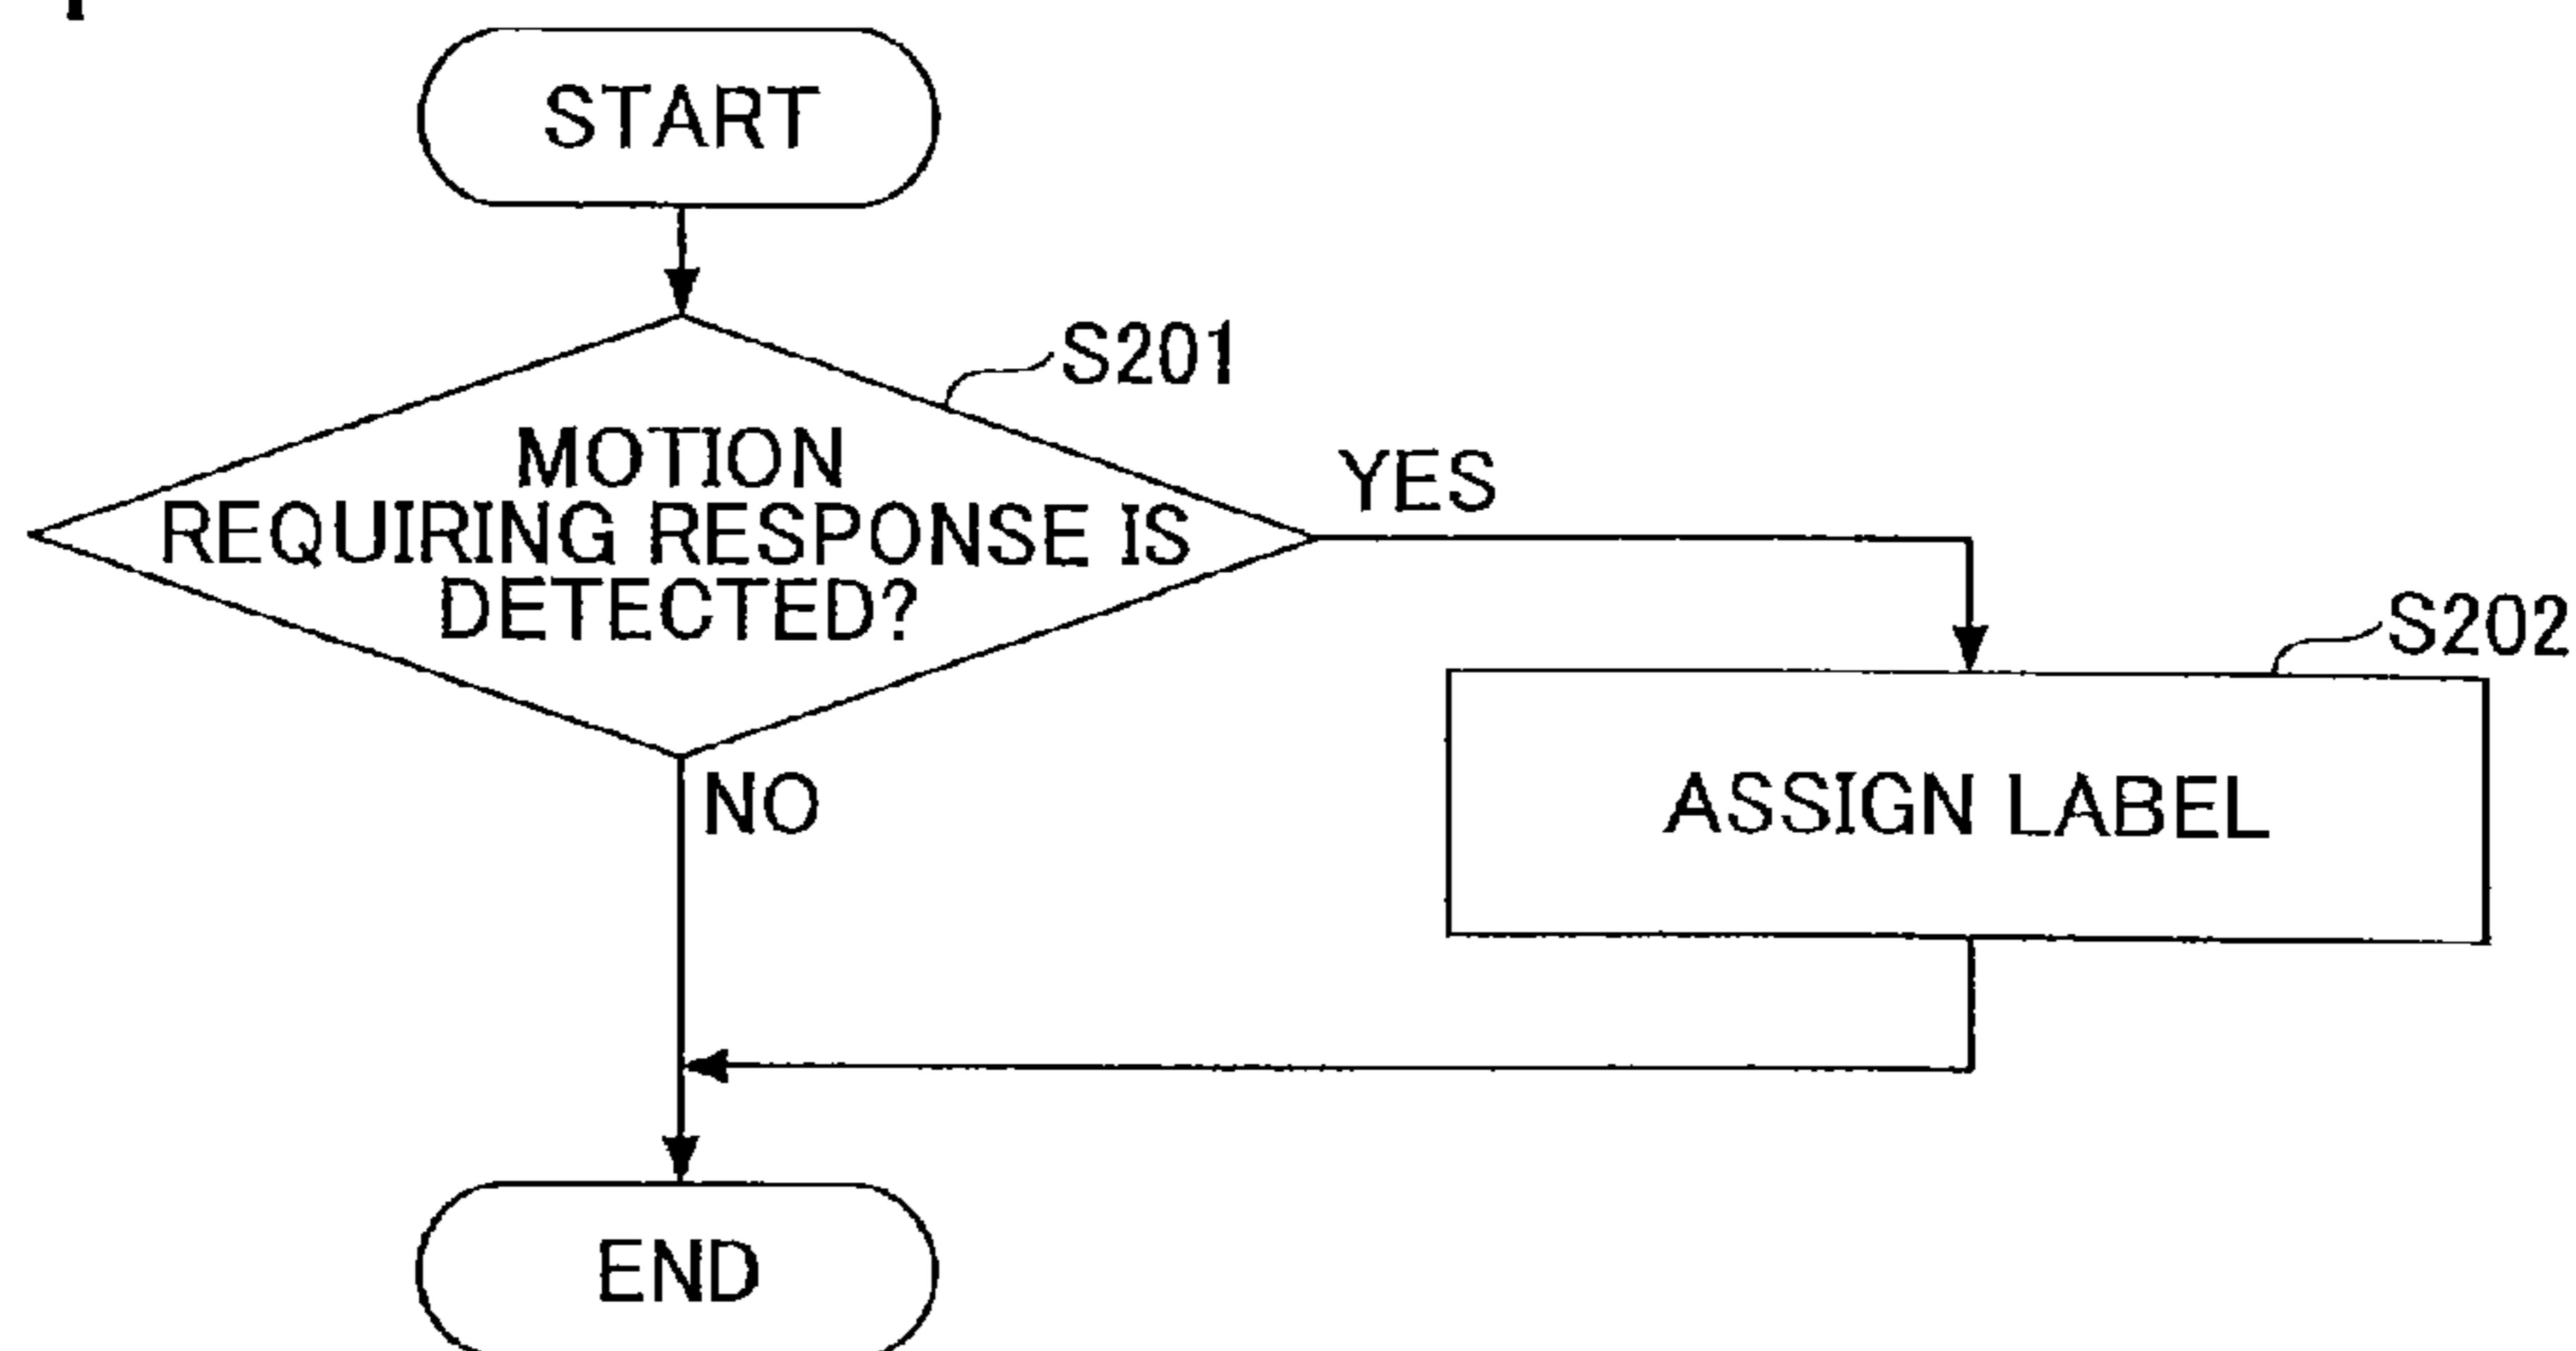 START
S201
MOTION
REQUIRING RESPONSE IS
DETECTED?
YES
S202
ASSIGN LABEL
NO
END